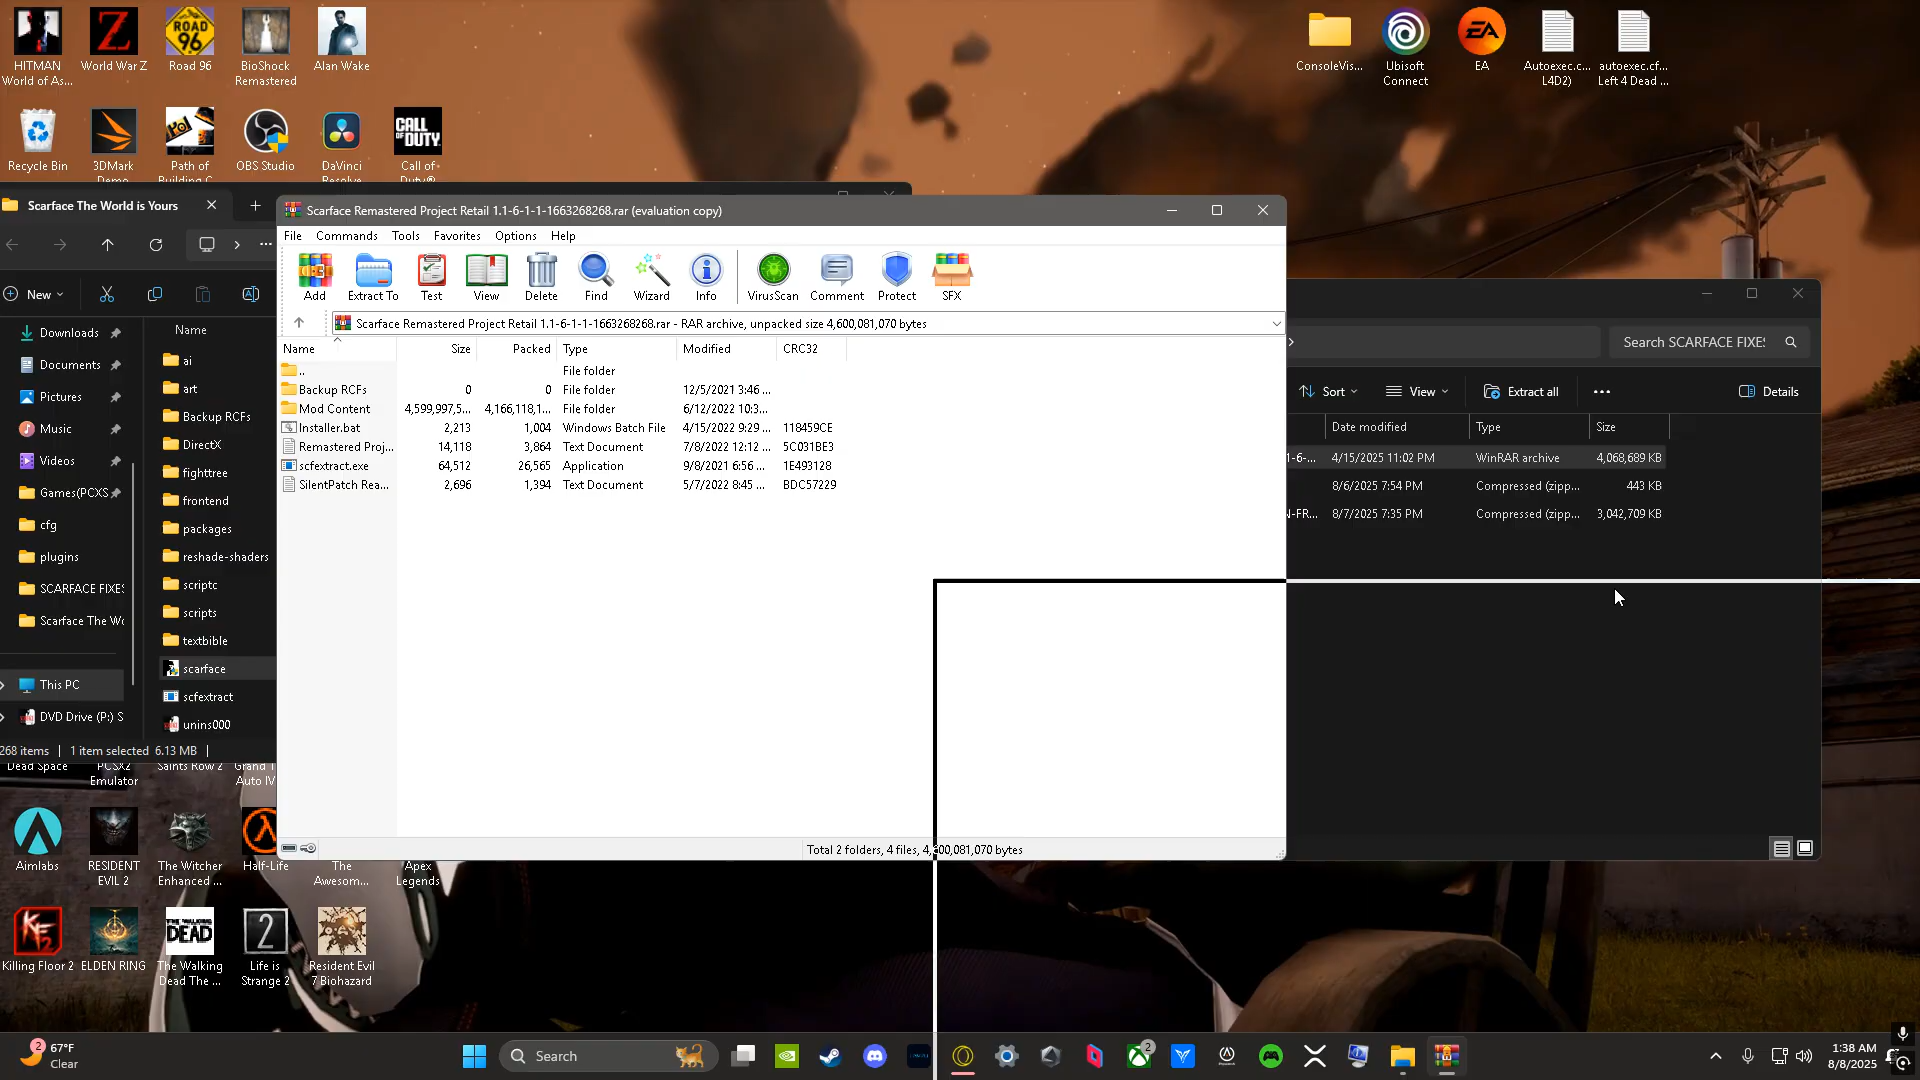 HITMAN
World of As...
World War Z
Road 96
BioShock
Remastered
Alan Wake
ConsoleVis...
Ubisoft
Connect
EA
Autoexec.c...
L4D2)
autoexec.cf...
Left 4 Dead ...
Recycle Bin
3DMark
Demo
Path of
Building C...
OBS Studio
DaVinci
Resolve
Call of
Duty®
Scarface The World is Yours
New
Downloads
Documents
Pictures
Music
Videos
Games(PCXS
cfg
plugins
SCARFACE FIXES
Scarface The Wo
This PC
DVD Drive (P:) S
Name
ai
art
Backup RCFs
DirectX
fighttree
frontend
packages
reshade-shaders
scriptc
scripts
textbible
scarface
scfextract
unins000
268 items
1 item selected 6.13 MB
Scarface Remastered Project Retail 1.1-6-1-1-1663268268.rar (evaluation copy)
File Commands Tools Favorites Options Help
Add Extract To Test View Delete Find Wizard Info VirusScan Comment Protect SFX
Scarface Remastered Project Retail 1.1-6-1-1-1663268268.rar - RAR archive, unpacked size 4,600,081,070 bytes
Name Size Packed Type Modified CRC32
.. File folder
Backup RCFs 0 0 File folder 12/5/2021 3:46 ...
Mod Content 4,599,997,5... 4,166,118,1... File folder 6/12/2022 10:3...
Installer.bat 2,213 1,004 Windows Batch File 4/15/2022 9:29 ... 118459CE
Remastered Proj... 14,118 3,864 Text Document 7/8/2022 12:12 ... 5C031BE3
scfextract.exe 64,512 26,565 Application 9/8/2021 6:56 ... 1E493128
SilentPatch Rea... 2,696 1,394 Text Document 5/7/2022 8:45 ... BDC57229
Total 2 folders, 4 files, 4,600,081,070 bytes
Search SCARFACE FIXES
Sort View Extract all ... Details
Date modified Type Size
1-6-... 4/15/2025 11:02 PM WinRAR archive 4,068,689 KB
8/6/2025 7:54 PM Compressed (zipp... 443 KB
N-FR... 8/7/2025 7:35 PM Compressed (zipp... 3,042,709 KB
Dead Space
PCSX2
Emulator
Saints Row 2
Grand T
Auto IV
Aimlabs
RESIDENT
EVIL 2
The Witcher
Enhanced ...
Half-Life
The
Awesom...
Apex
Legends
Killing Floor 2
ELDEN RING
The Walking
Dead The ...
Life is
Strange 2
Resident Evil
7 Biohazard
67°F
Clear
Search
1:38 AM
8/8/2025